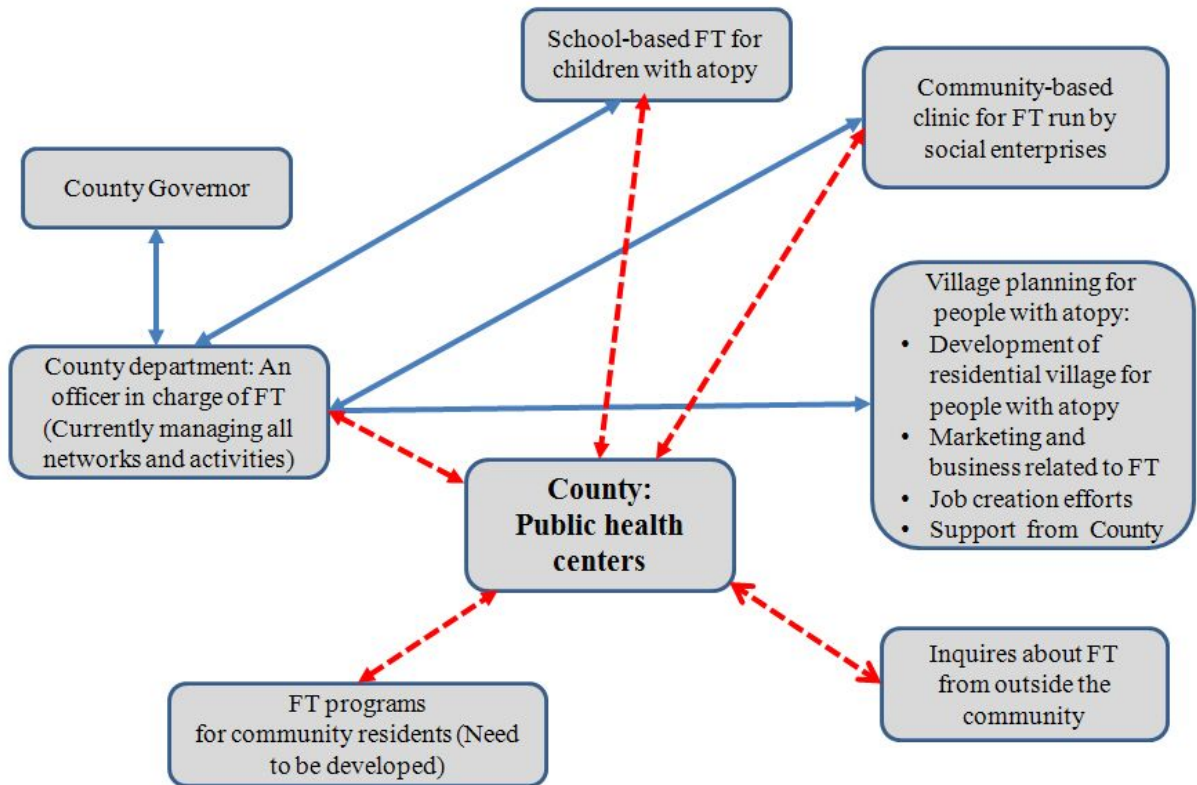 School-based FT for
children with atopy
Community-based
clinic for FT run by
social enterprises
County Governor
Village planning for
people with atopy:
• Development of
residential village for
people with atopy
• Marketing and
business related to FT
• Job creation efforts
• Support from County
County department: An
officer in charge of FT
(Currently managing all
networks and activities)
County:
Public health
centers
Inquires about FT
from outside the
community
FT programs
for community residents (Need
to be developed)